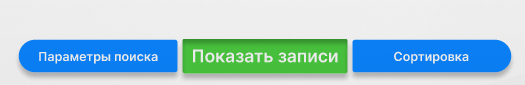 Параметры поиска
Показать записи
Сортировка